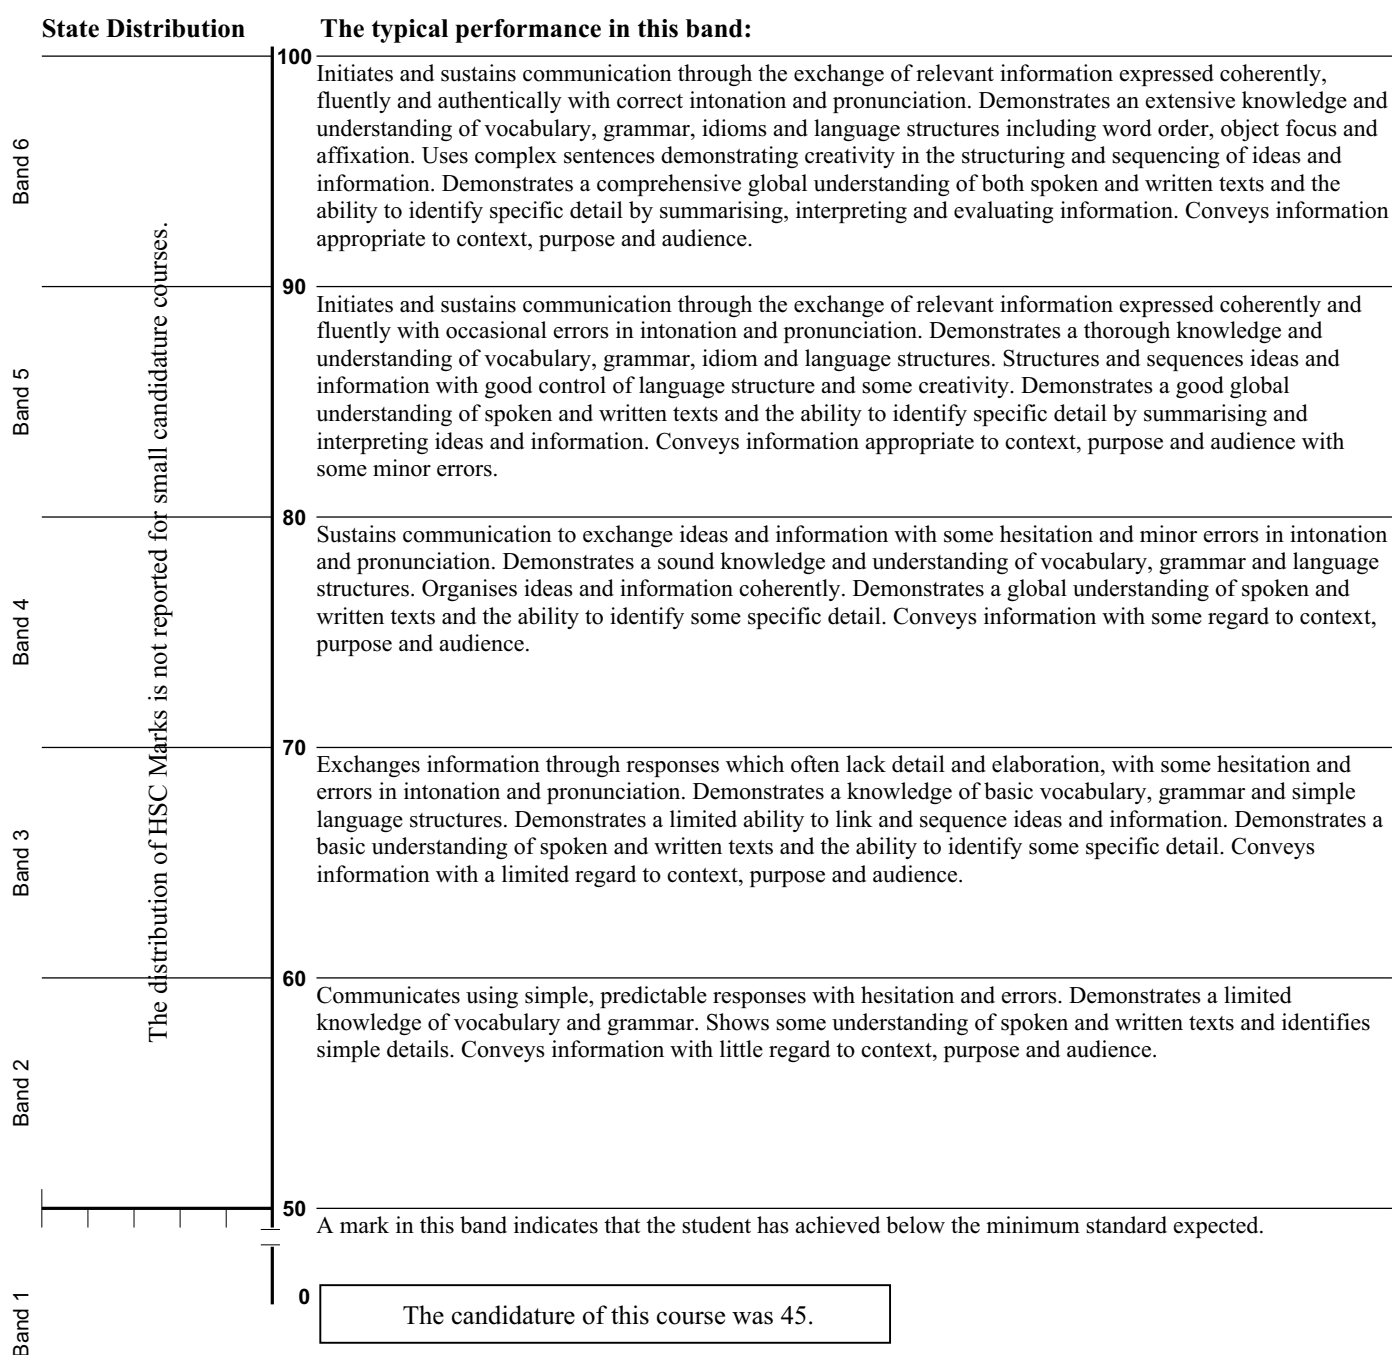 State Distribution
The typical performance in this band:
100
Initiates and sustains communication through the exchange of relevant information expressed coherently,
fluently and authentically with correct intonation and pronunciation. Demonstrates an extensive knowledge and
understanding of vocabulary, grammar, idioms and language structures including word order, object focus and
affixation. Uses complex sentences demonstrating creativity in the structuring and sequencing of ideas and
information. Demonstrates a comprehensive global understanding of both spoken and written texts and the
ability to identify specific detail by summarising, interpreting and evaluating information. Conveys information
appropriate to context, purpose and audience.
Band 6
90
Initiates and sustains communication through the exchange of relevant information expressed coherently and
fluently with occasional errors in intonation and pronunciation. Demonstrates a thorough knowledge and
understanding of vocabulary, grammar, idiom and language structures. Structures and sequences ideas and
information with good control of language structure and some creativity. Demonstrates a good global
understanding of spoken and written texts and the ability to identify specific detail by summarising and
interpreting ideas and information. Conveys information appropriate to context, purpose and audience with
some minor errors.
Band 5
80
Sustains communication to exchange ideas and information with some hesitation and minor errors in intonation
and pronunciation. Demonstrates a sound knowledge and understanding of vocabulary, grammar and language
structures. Organises ideas and information coherently. Demonstrates a global understanding of spoken and
written texts and the ability to identify some specific detail. Conveys information with some regard to context,
purpose and audience.
Band 4
The distribution of HSC Marks is not reported for small candidature courses.
70
Exchanges information through responses which often lack detail and elaboration, with some hesitation and
errors in intonation and pronunciation. Demonstrates a knowledge of basic vocabulary, grammar and simple
language structures. Demonstrates a limited ability to link and sequence ideas and information. Demonstrates a
basic understanding of spoken and written texts and the ability to identify some specific detail. Conveys
information with a limited regard to context, purpose and audience.
Band 3
60
Communicates using simple, predictable responses with hesitation and errors. Demonstrates a limited
knowledge of vocabulary and grammar. Shows some understanding of spoken and written texts and identifies
simple details. Conveys information with little regard to context, purpose and audience.
Band 2
50
A mark in this band indicates that the student has achieved below the minimum standard expected.
0
The candidature of this course was 45.
Band 1